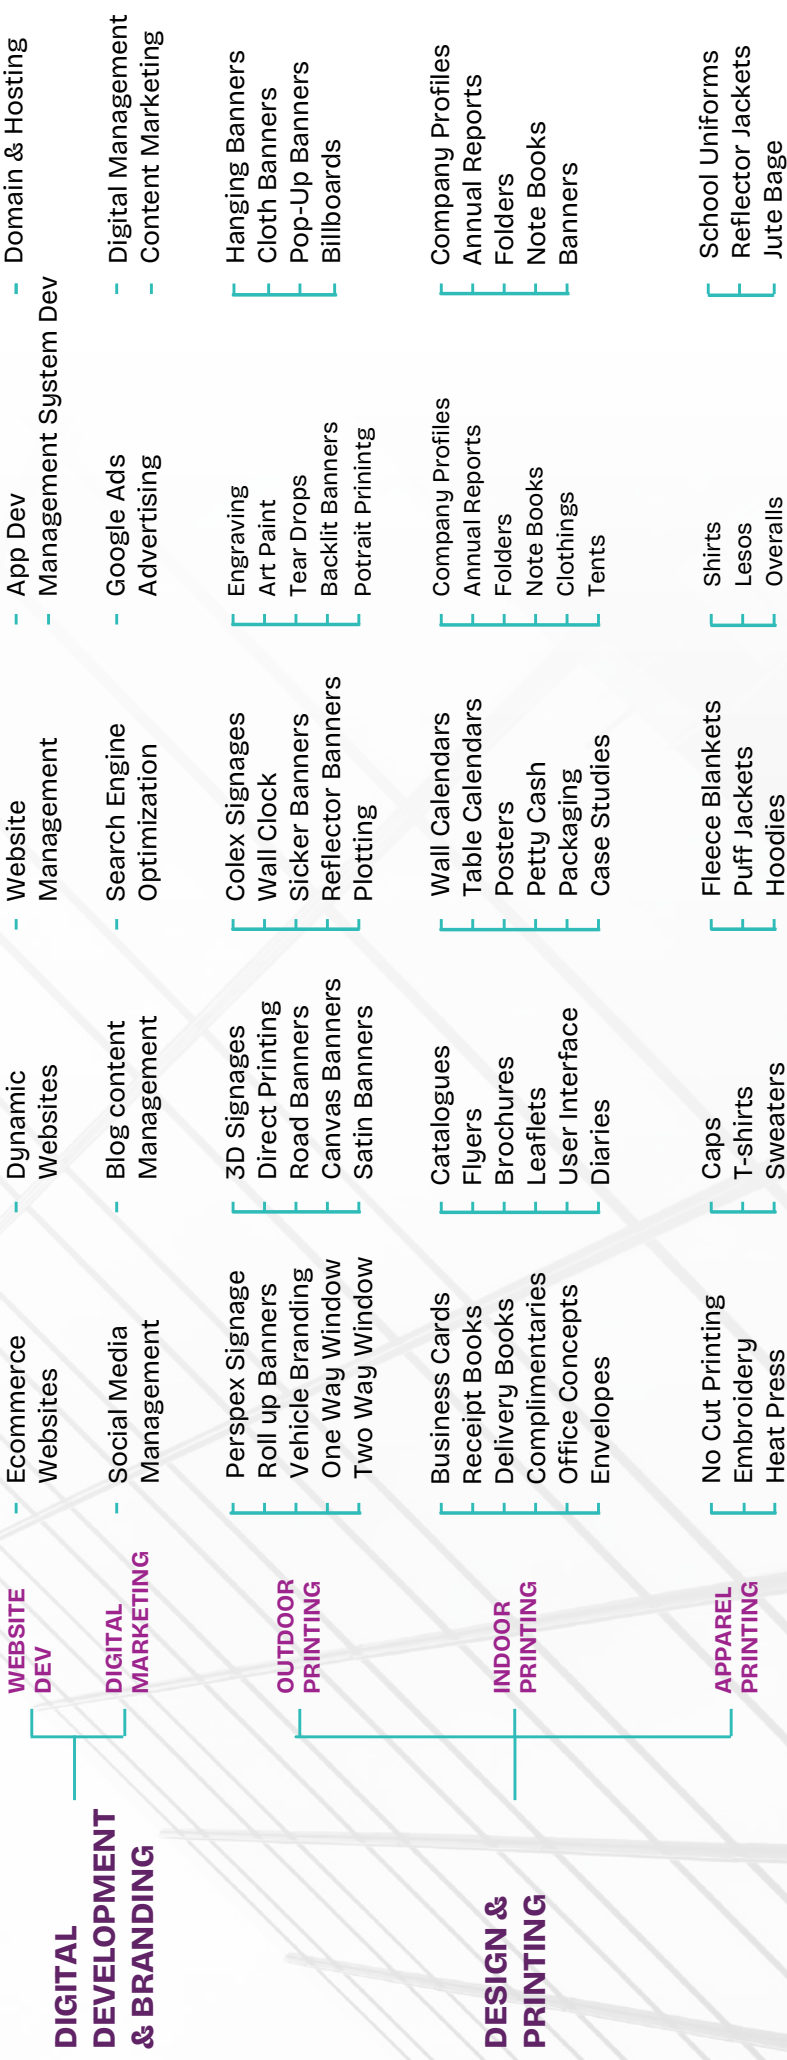 DIGITAL
DEVELOPMENT
& BRANDING
WEBSITE
DEV
Ecommerce
Websites
Dynamic
Websites
Website
Management
App Dev
Management System Dev
Domain & Hosting
DIGITAL
MARKETING
Social Media
Management
Blog content
Management
Search Engine
Optimization
Google Ads
Advertising
Digital Management
Content Marketing
DESIGN &
PRINTING
OUTDOOR
PRINTING
Perspex Signage
Roll up Banners
Vehicle Branding
One Way Window
Two Way Window
3D Signages
Direct Printing
Road Banners
Canvas Banners
Satin Banners
Colex Signages
Wall Clock
Sicker Banners
Reflector Banners
Plotting
Engraving
Art Paint
Tear Drops
Backlit Banners
Potrait Prinintg
Hanging Banners
Cloth Banners
Pop-Up Banners
Billboards
INDOOR
PRINTING
Business Cards
Receipt Books
Delivery Books
Complimentaries
Office Concepts
Envelopes
Catalogues
Flyers
Brochures
Leaflets
User Interface
Diaries
Wall Calendars
Table Calendars
Posters
Petty Cash
Packaging
Case Studies
Company Profiles
Annual Reports
Folders
Note Books
Clothings
Tents
Company Profiles
Annual Reports
Folders
Note Books
Banners
APPAREL
PRINTING
No Cut Printing
Embroidery
Heat Press
Caps
T-shirts
Sweaters
Fleece Blankets
Puff Jackets
Hoodies
Shirts
Lesos
Overalls
School Uniforms
Reflector Jackets
Jute Bage